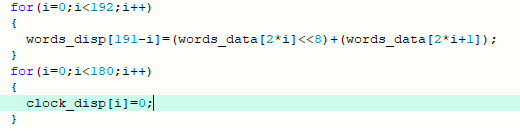 for(i=0;i<192;i++)
{
  words_disp[191-i]=(words_data[2*i]<<8)+(words_data[2*i+1]);
}
for(i=0;i<180;i++)
{
  clock_disp[i]=0;
}